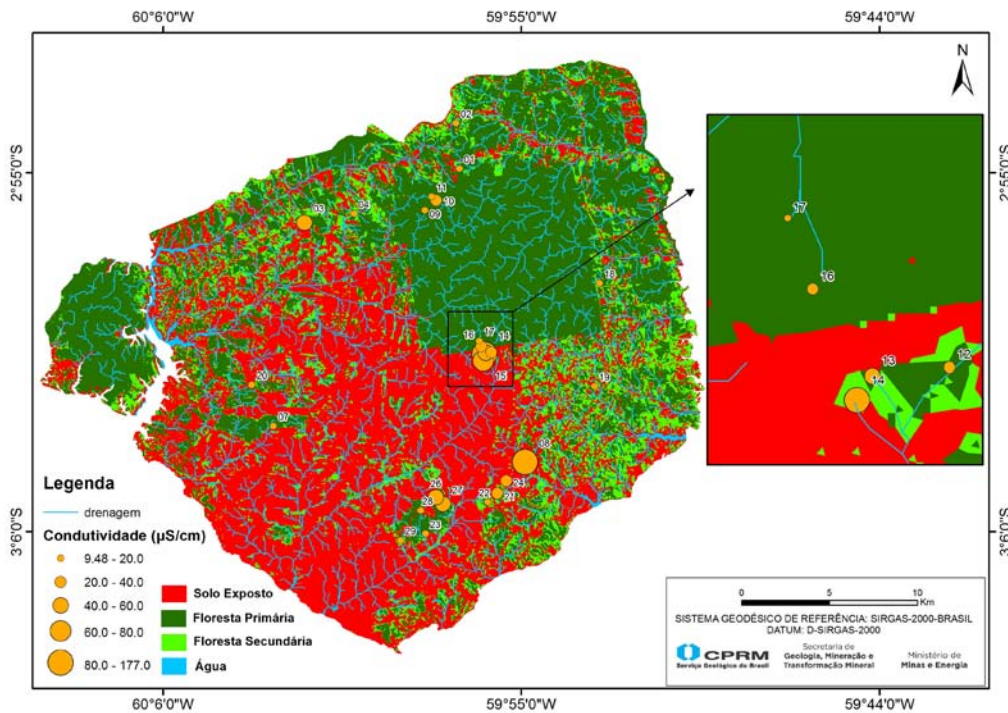 60°6'0"W
59°55'0"W
59°44'0"W
N
2°55'0"S
2°55'0"S
3°6'0"S
3°6'0"S
02
01
11
10
09
03
04
18
16
17
14
15
19
20
07
08
24
26
27
22
21
28
23
29
17
16
13
12
14
Legenda
drenagem
Condutividade (µS/cm)
9.48 - 20.0
20.0 - 40.0
40.0 - 60.0
60.0 - 80.0
80.0 - 177.0
Solo Exposto
Floresta Primária
Floresta Secundária
Água
0 5 10
Km
SISTEMA GEODÉSICO DE REFERÊNCIA: SIRGAS-2000-BRASIL
DATUM: D-SIRGAS-2000
CPRM
Serviço Geológico do Brasil
Secretaria de
Geologia, Mineração e
Transformação Mineral
Ministério de
Minas e Energia
60°6'0"W
59°55'0"W
59°44'0"W